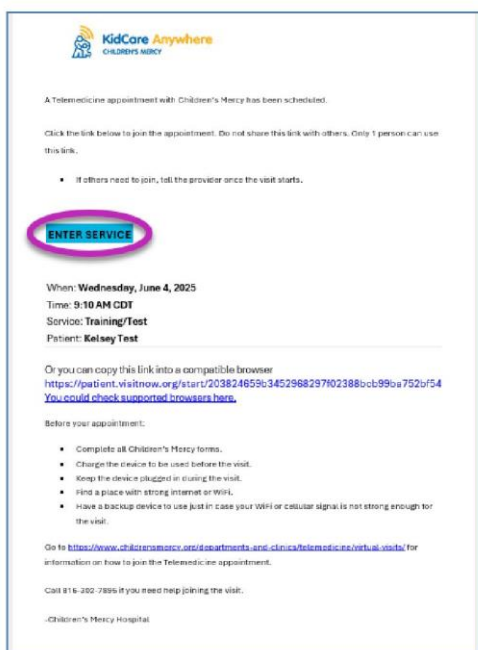 KidCare Anywhere
CHILDREN'S MERCY
A Telemedicine appointment with Children's Mercy has been scheduled.
Click the link below to join the appointment. Do not share this link with others. Only 1 person can use
this link.
▪ If others need to join, tell the provider once the visit starts.
ENTER SERVICE
When: Wednesday, June 4, 2025
Time: 9:10 AM CDT
Service: Training/Test
Patient: Kelsey Test
Or you can copy this link into a compatible browser
https://patient.visitnow.org/start/203824659b3452968297f02388bcb99ba752bf54
You could check supported browsers here.
Before your appointment:
▪ Complete all Children's Mercy forms.
▪ Charge the device to be used before the visit.
▪ Keep the device plugged in during the visit.
▪ Find a place with strong internet or WiFi.
▪ Have a backup device to use just in case your WiFi or cellular signal is not strong enough for
the visit.
Go to https://www.childrensmercy.org/departments-and-clinics/telemedicine/virtual-visits/ for
information on how to join the Telemedicine appointment.
Call 816-302-7895 if you need help joining the visit.
-Children's Mercy Hospital